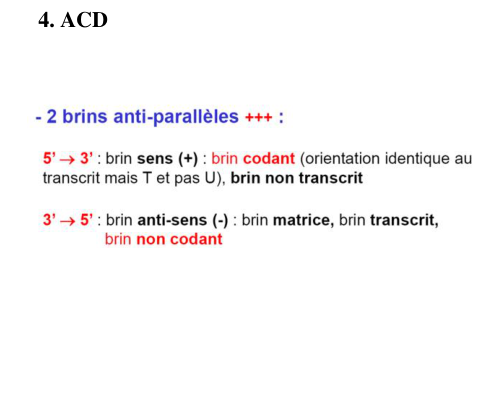 4. ACD
- 2 brins anti-parallèles +++ :
5’ → 3’ : brin sens (+) : brin codant (orientation identique au
transcrit mais T et pas U), brin non transcrit
3’ → 5’ : brin anti-sens (-) : brin matrice, brin transcrit,
brin non codant